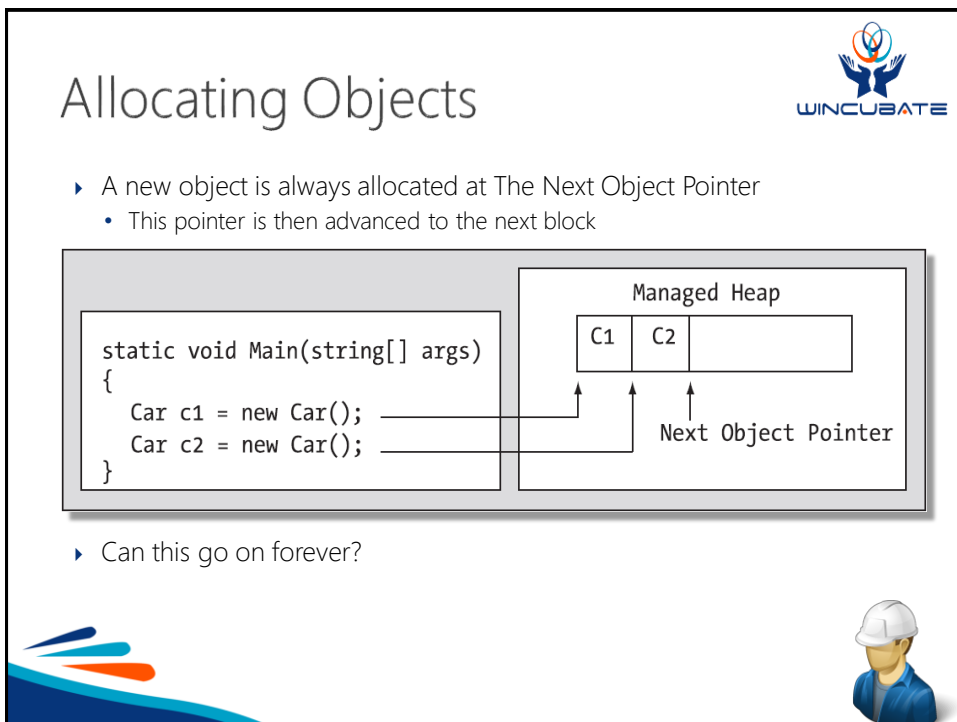 Allocating Objects
WINCUBATE
A new object is always allocated at The Next Object Pointer
This pointer is then advanced to the next block
static void Main(string[] args)
{
Car c1 = new Car();
Car c2 = new Car();
}
Managed Heap
C1 C2
Next Object Pointer
Can this go on forever?